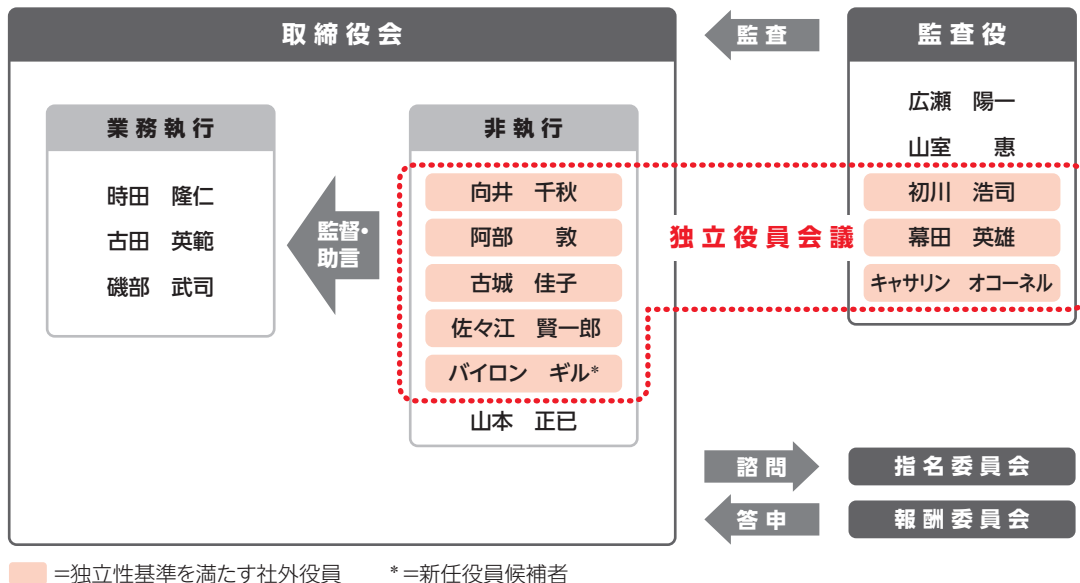 取締役会
業務執行
時田 隆仁
古田 英範
磯部 武司
監督・
助言
非執行
向井 千秋
阿部 敦
古城 佳子
佐々江 賢一郎
バイロン ギル*
山本 正已
独立役員会議
監査
監査役
広瀬 陽一
山室 惠
初川 浩司
幕田 英雄
キャサリン オコーネル
諮問
答申
指名委員会
報酬委員会
=独立性基準を満たす社外役員 *=新任役員候補者